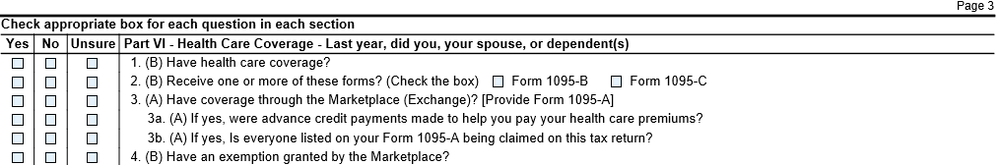 Page 3
Check appropriate box for each question in each section
Yes No Unsure Part VI - Health Care Coverage - Last year, did you, your spouse, or dependent(s)
1. (B) Have health care coverage?
2. (B) Receive one or more of these forms? (Check the box) Form 1095-B Form 1095-C
3. (A) Have coverage through the Marketplace (Exchange)? [Provide Form 1095-A]
3a. (A) If yes, were advance credit payments made to help you pay your health care premiums?
3b. (A) If yes, Is everyone listed on your Form 1095-A being claimed on this tax return?
4. (B) Have an exemption granted by the Marketplace?